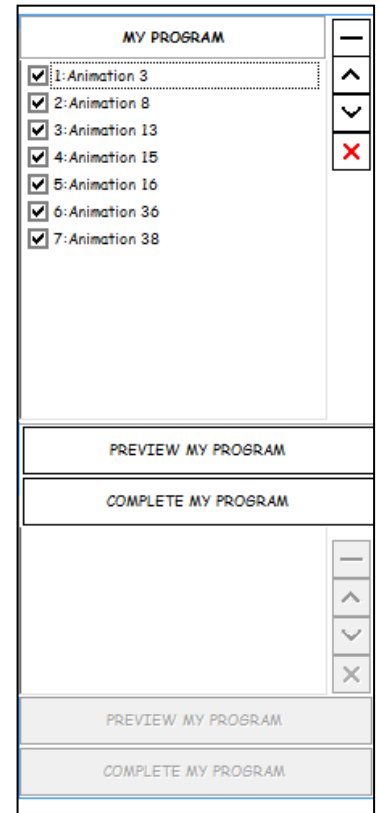 MY PROGRAM
1:Animation 3
2:Animation 8
3:Animation 13
4:Animation 15
5:Animation 16
6:Animation 36
7:Animation 38
PREVIEW MY PROGRAM
COMPLETE MY PROGRAM
PREVIEW MY PROGRAM
COMPLETE MY PROGRAM